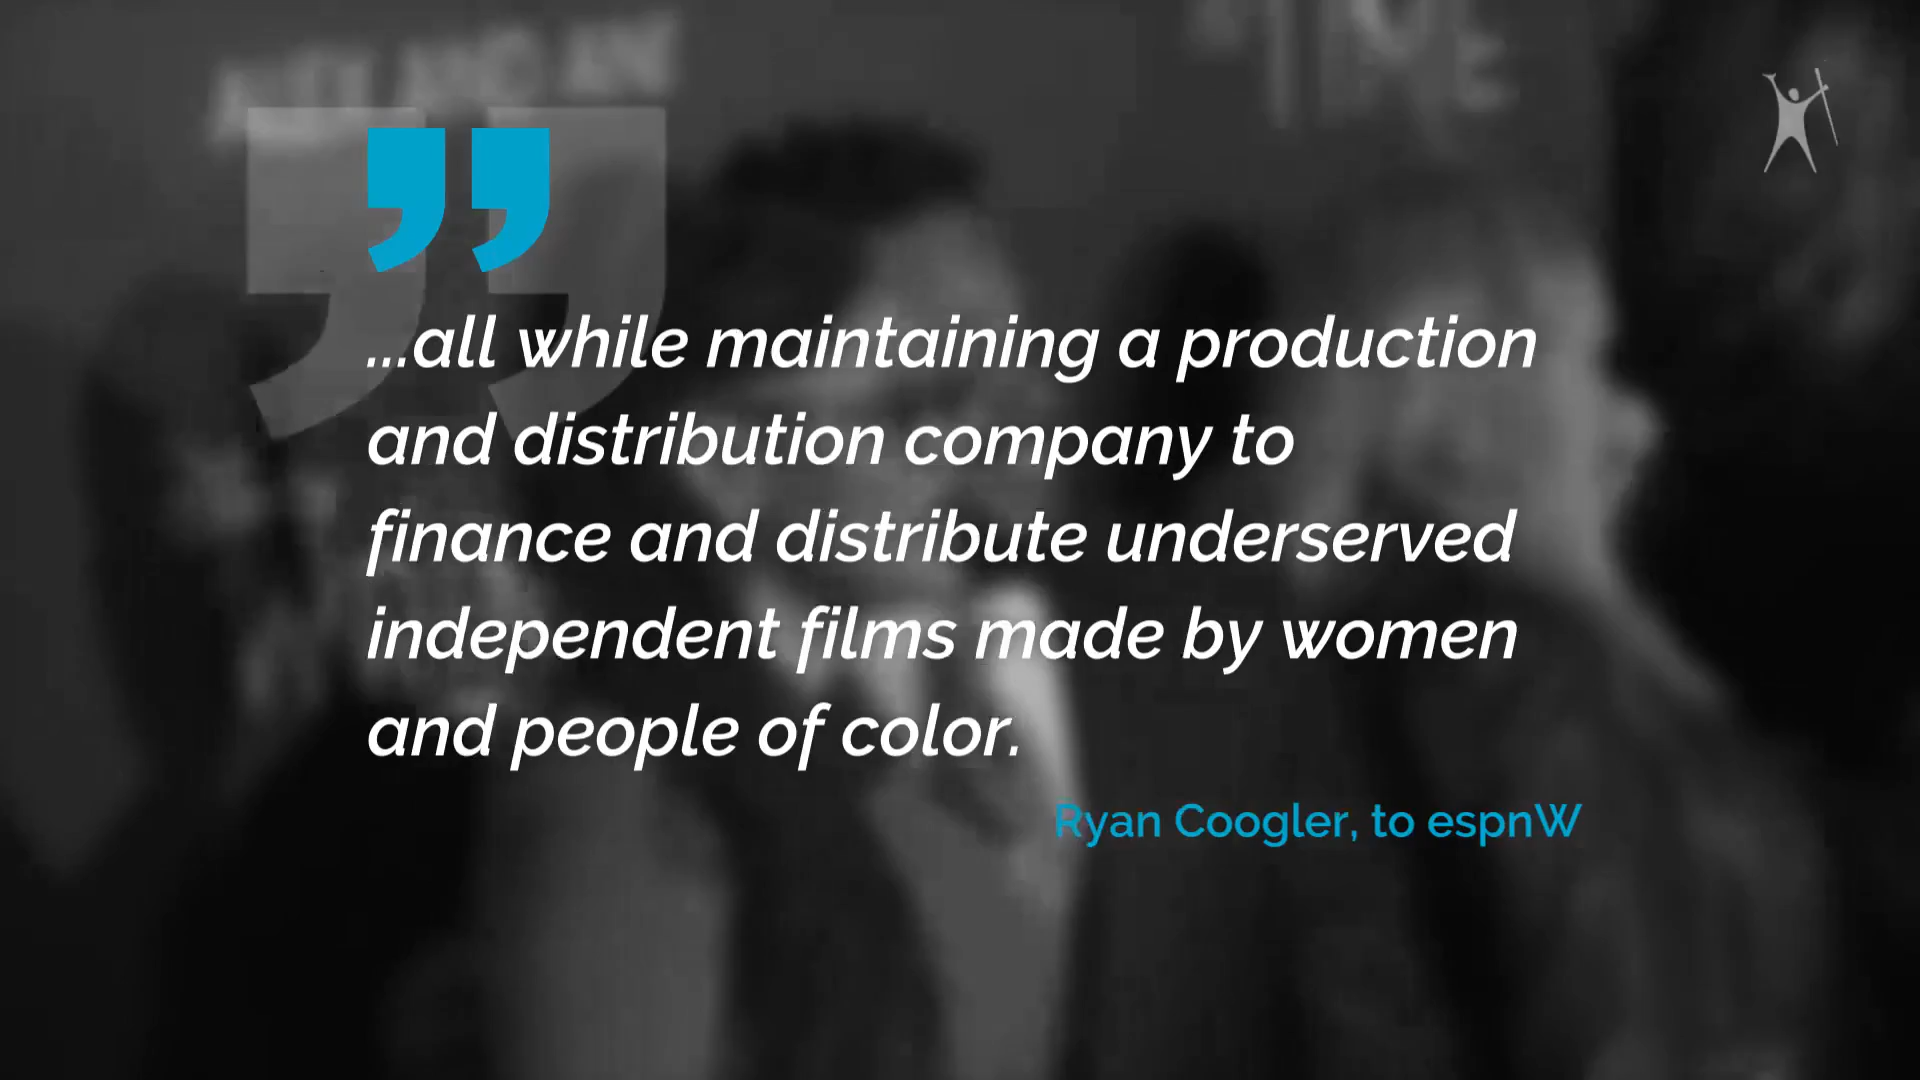 ...all while maintaining a production
and distribution company to
finance and distribute underserved
independent films made by women
and people of color.
Ryan Coogler, to espnW